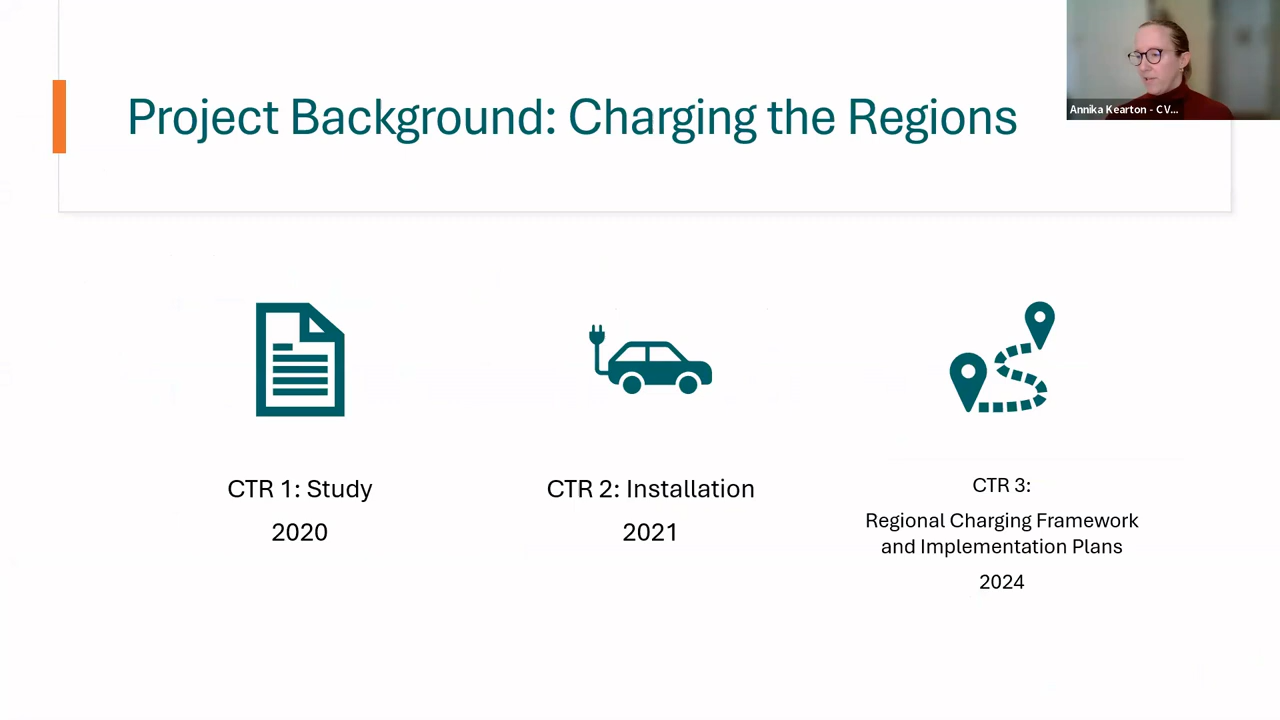 Project Background: Charging the Regions
Annika Kearton - CV...
CTR 1: Study
2020
CTR 2: Installation
2021
CTR 3:
Regional Charging Framework
and Implementation Plans
2024